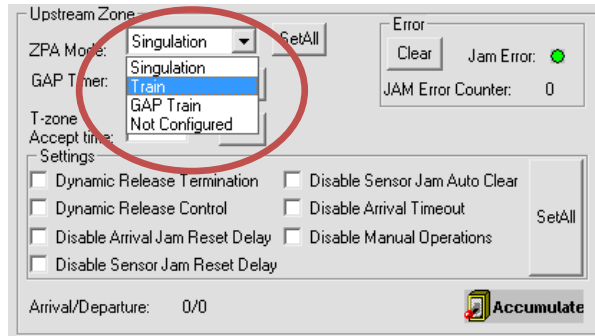 Upstream Zone
Error
ZPA Mode: Singulation SetAll
Clear Jam Error:
Singulation
GAP Timer: Train
JAM Error Counter: 0
GAP Train
T-zone Not Configured
Accept time:
Settings
Dynamic Release Termination Disable Sensor Jam Auto Clear
Dynamic Release Control Disable Arrival Timeout
SetAll
Disable Arrival Jam Reset Delay Disable Manual Operations
Disable Sensor Jam Reset Delay
Arrival/Departure: 0/0 Accumulate